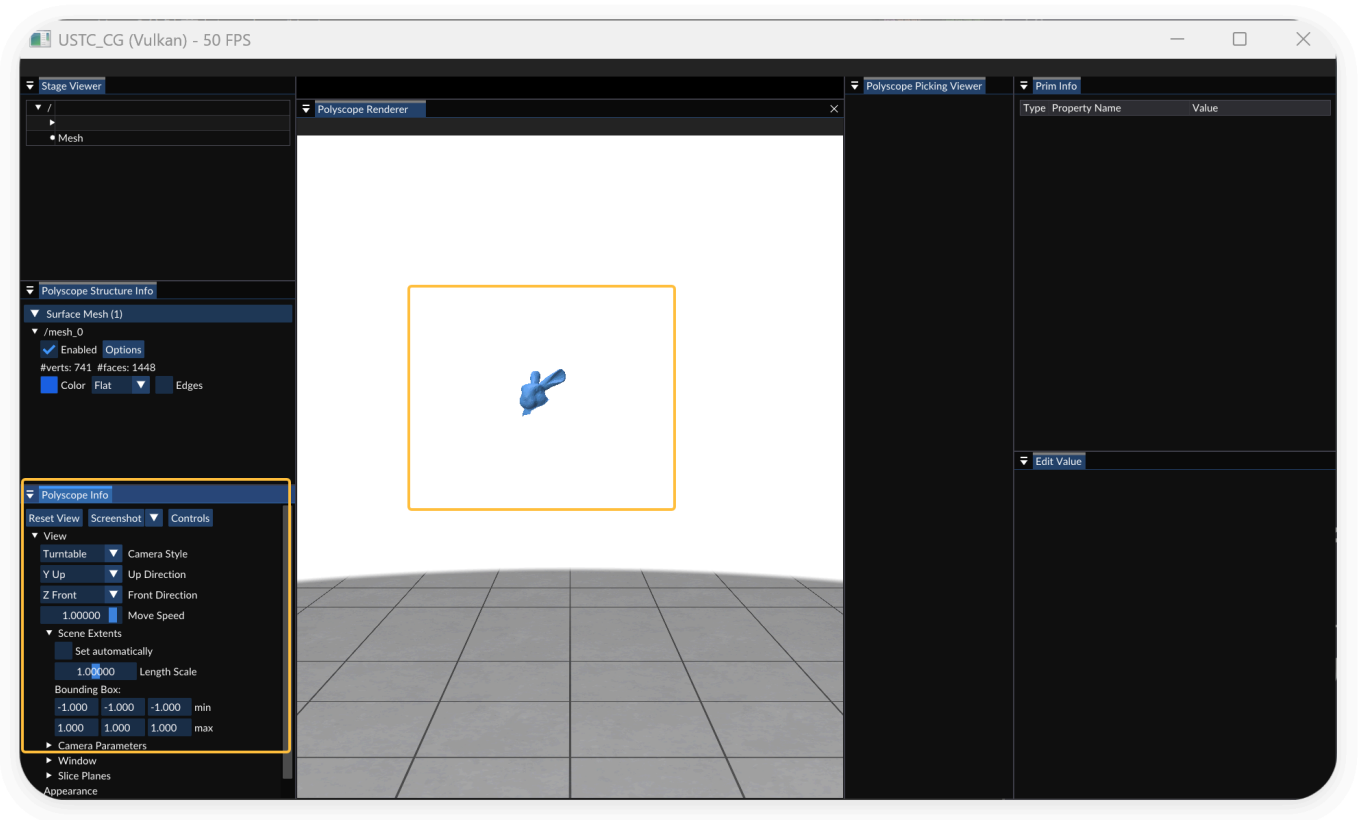 USTC_CG (Vulkan) - 50 FPS
Stage Viewer
/
Mesh
Polyscope Structure Info
Surface Mesh (1)
/mesh_0
Enabled Options
#verts: 741 #faces: 1448
Color Flat Edges
Polyscope Info
Reset View Screenshot Controls
View
Turntable Camera Style
Y Up Up Direction
Z Front Front Direction
1.00000 Move Speed
Scene Extents
Set automatically
1.00000 Length Scale
Bounding Box:
-1.000 -1.000 -1.000 min
1.000 1.000 1.000 max
Camera Parameters
Window
Slice Planes
Appearance
Polyscope Renderer
Polyscope Picking Viewer
Prim Info
Type Property Name Value
Edit Value